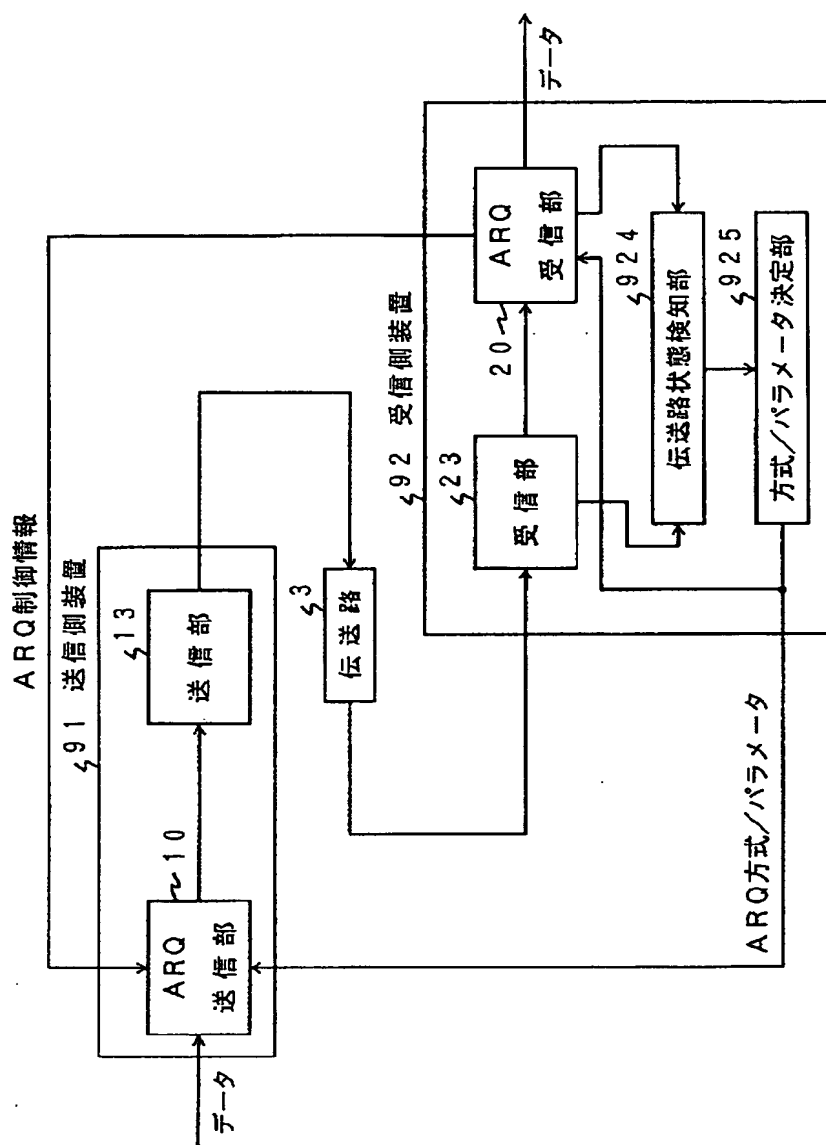 ARQ制御情報
91 送信側装置
データ
ARQ
送信部
10
送信部
13
伝送路
3
92 受信側装置
受信部
23
ARQ
受信部
20
データ
伝送路状態検知部
924
方式/パラメータ決定部
925
ARQ方式/パラメータ